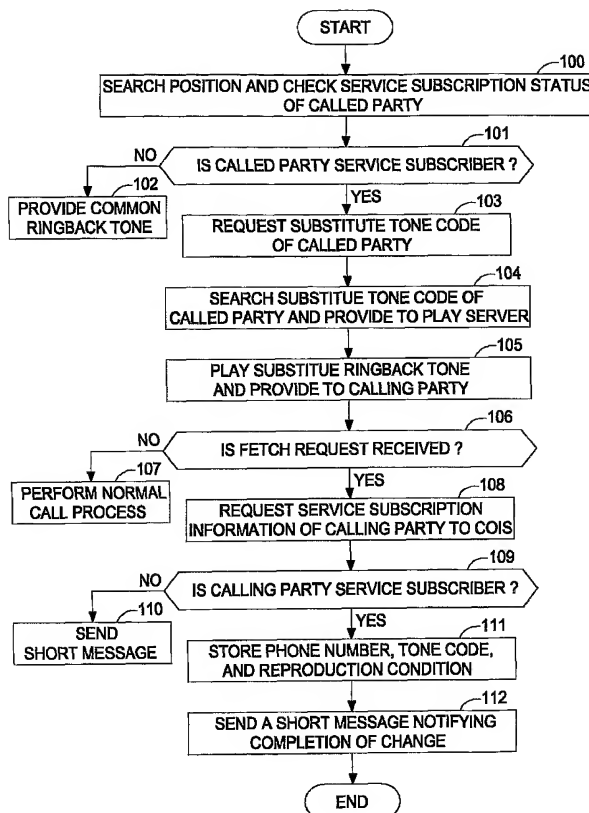 START
100
SEARCH POSITION AND CHECK SERVICE SUBSCRIPTION STATUS
OF CALLED PARTY
101
IS CALLED PARTY SERVICE SUBSCRIBER ?
NO
102
PROVIDE COMMON
RINGBACK TONE
YES
103
REQUEST SUBSTITUTE TONE CODE
OF CALLED PARTY
104
SEARCH SUBSTITUE TONE CODE OF
CALLED PARTY AND PROVIDE TO PLAY SERVER
105
PLAY SUBSTITUE RINGBACK TONE
AND PROVIDE TO CALLING PARTY
106
IS FETCH REQUEST RECEIVED ?
NO
107
PERFORM NORMAL
CALL PROCESS
YES
108
REQUEST SERVICE SUBSCRIPTION
INFORMATION OF CALLING PARTY TO COIS
109
IS CALLING PARTY SERVICE SUBSCRIBER ?
NO
110
SEND
SHORT MESSAGE
YES
111
STORE PHONE NUMBER, TONE CODE,
AND REPRODUCTION CONDITION
112
SEND A SHORT MESSAGE NOTIFYING
COMPLETION OF CHANGE
END